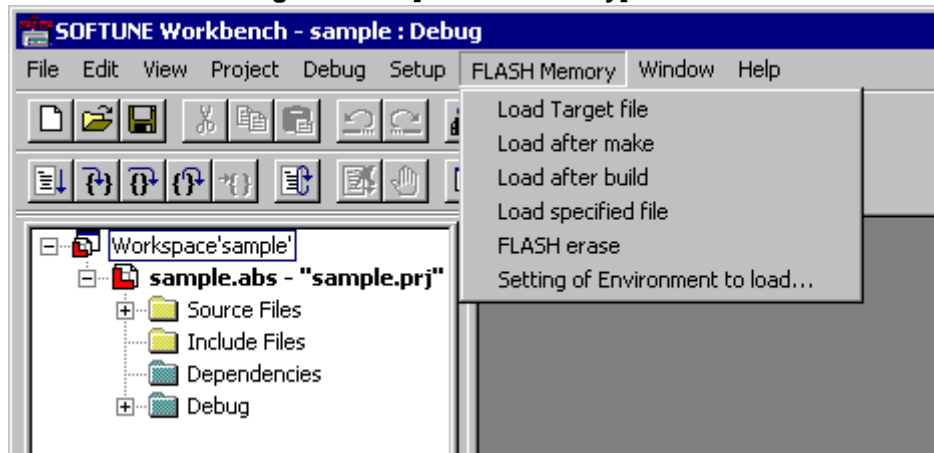 SOFTUNE Workbench - sample : Debug
File Edit View Project Debug Setup FLASH Memory Window Help
Load Target file
Load after make
Load after build
Load specified file
FLASH erase
Setting of Environment to load...
Workspace'sample'
sample.abs - "sample.prj"
Source Files
Include Files
Dependencies
Debug